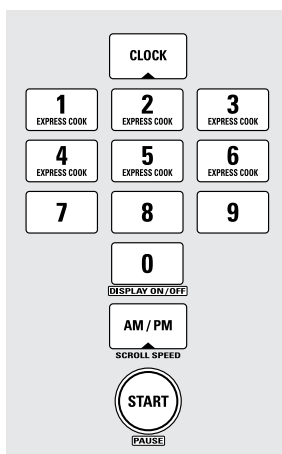 CLOCK
1 2 3
EXPRESS COOK EXPRESS COOK EXPRESS COOK
4 5 6
EXPRESS COOK EXPRESS COOK EXPRESS COOK
7 8 9
0
DISPLAY ON/OFF
AM / PM
SCROLL SPEED
START
PAUSE